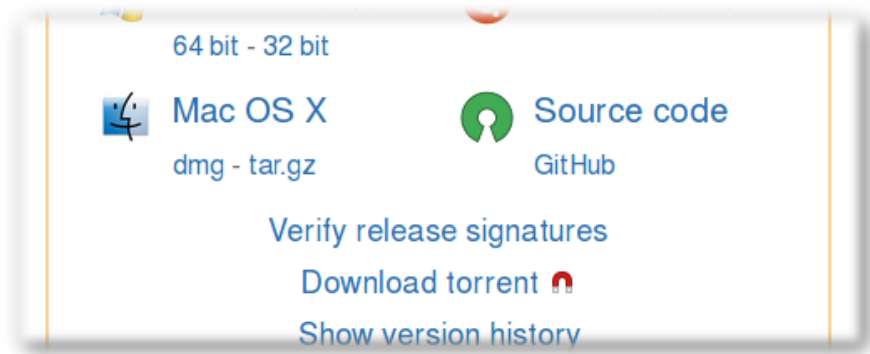 64 bit - 32 bit
Mac OS X
Source code
dmg - tar.gz
GitHub
Verify release signatures
Download torrent
Show version history